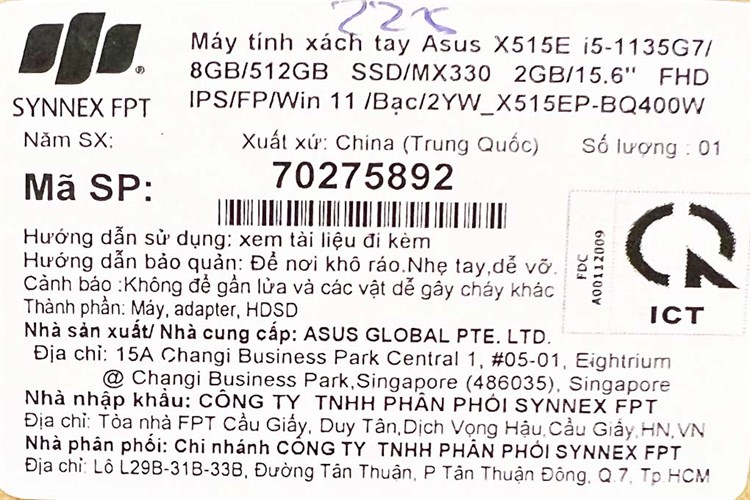 225
Máy tính xách tay Asus X515E i5-1135G7/
8GB/512GB SSD/MX330 2GB/15.6" FHD
IPS/FP/Win 11 /Bạc/2YW_X515EP-BQ400W
SYNNEX FPT
Năm SX: Xuất xứ: China (Trung Quốc) Số lượng : 01
Mã SP: 70275892
Hướng dẫn sử dụng: xem tài liệu đi kèm
Hướng dẫn bảo quản: Để nơi khô ráo.Nhẹ tay,dễ vỡ.
Cảnh báo :Không để gần lửa và các vật dễ gây cháy khác
Thành phần: Máy, adapter, HDSD
FDC
A00112009
ICT
Nhà sản xuất/ Nhà cung cấp: ASUS GLOBAL PTE. LTD.
Địa chỉ: 15A Changi Business Park Central 1, #05-01, Eightrium
@ Changi Business Park,Singapore (486035), Singapore
Nhà nhập khẩu: CÔNG TY TNHH PHÂN PHỐI SYNNEX FPT
Địa chỉ: Tòa nhà FPT Cầu Giấy, Duy Tân,Dịch Vọng Hậu,Cầu Giấy,HN,VN
Nhà phân phối: Chi nhánh CÔNG TY TNHH PHÂN PHỐI SYNNEX FPT
Địa chỉ: Lô L29B-31B-33B, Đường Tân Thuận, P Tân Thuận Đông, Q.7, Tp.HCM